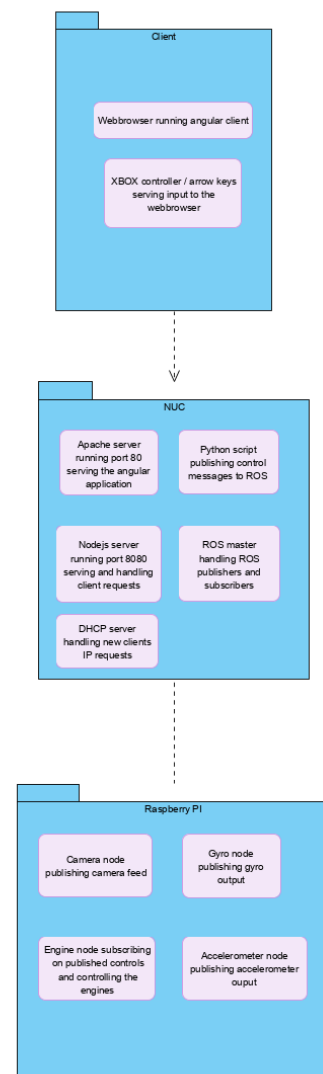 Client
Webbrowser running angular client
XBOX controller / arrow keys
serving input to the
webbrowser
NUC
Apache server
running port 80
serving the angular
application
Python script
publishing control
messages to ROS
Nodejs server
running port 8080
serving and handling
client requests
ROS master
handling ROS
publishers and
subscribers
DHCP server
handling new clients
IP requests
Raspberry PI
Camera node
publishing camera feed
Gyro node
publishing gyro
output
Engine node subscribing
on published controls
and controlling the
engines
Accelerometer node
publishing accelerometer
ouput